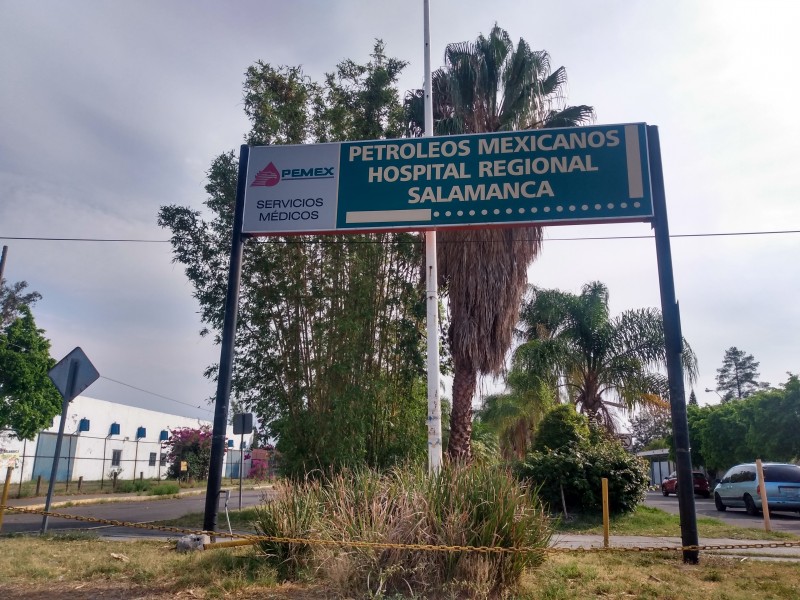 PEMEX
SERVICIOS
MÉDICOS
PETROLEOS MEXICANOS
HOSPITAL REGIONAL
SALAMANCA